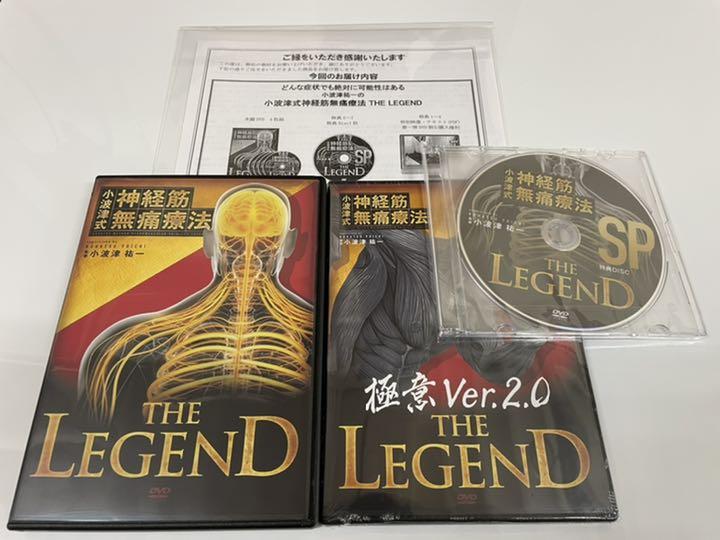 ご縁をいただき感謝いたします
今回のお届け内容
どんな症状でも絶対に可能性はある
小波津祐一の
小波津式神経筋無痛療法 THE LEGEND
SP
THE
LEGEND
小波津式
神経筋
無痛療法
小波津 祐一
THE
LEGEND
DVD
小波津式
神経筋
無痛療法
小波津 祐一
極意 Ver.2.0
THE
LEGEND
DVD
小波津式
神経筋
無痛療法
小波津 祐一
SP
特典DISC
THE
LEGEND
DVD